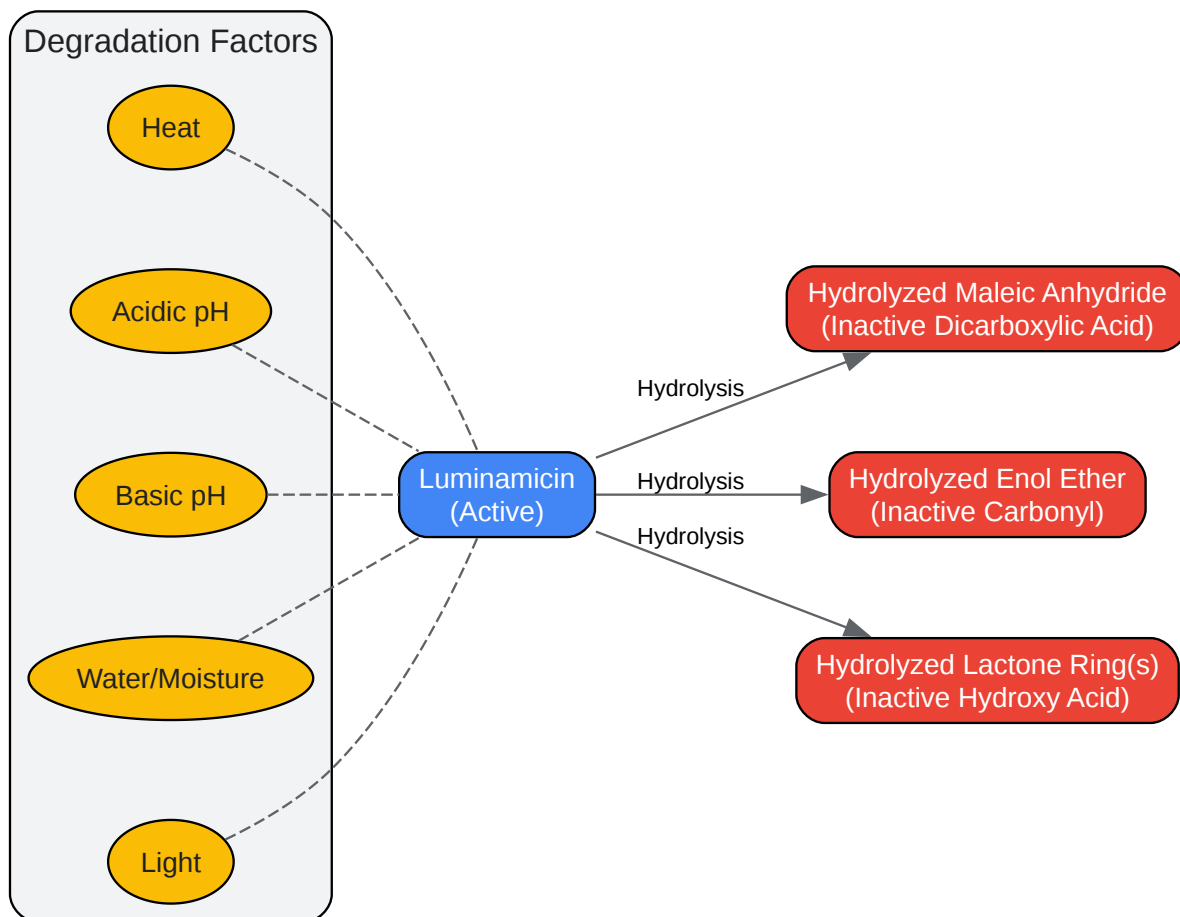 Degradation Factors
Heat
Acidic pH
Basic pH
Water/Moisture
Light
Luminamicin
(Active)
Hydrolysis
Hydrolysis
Hydrolysis
Hydrolyzed Maleic Anhydride
(Inactive Dicarboxylic Acid)
Hydrolyzed Enol Ether
(Inactive Carbonyl)
Hydrolyzed Lactone Ring(s)
(Inactive Hydroxy Acid)